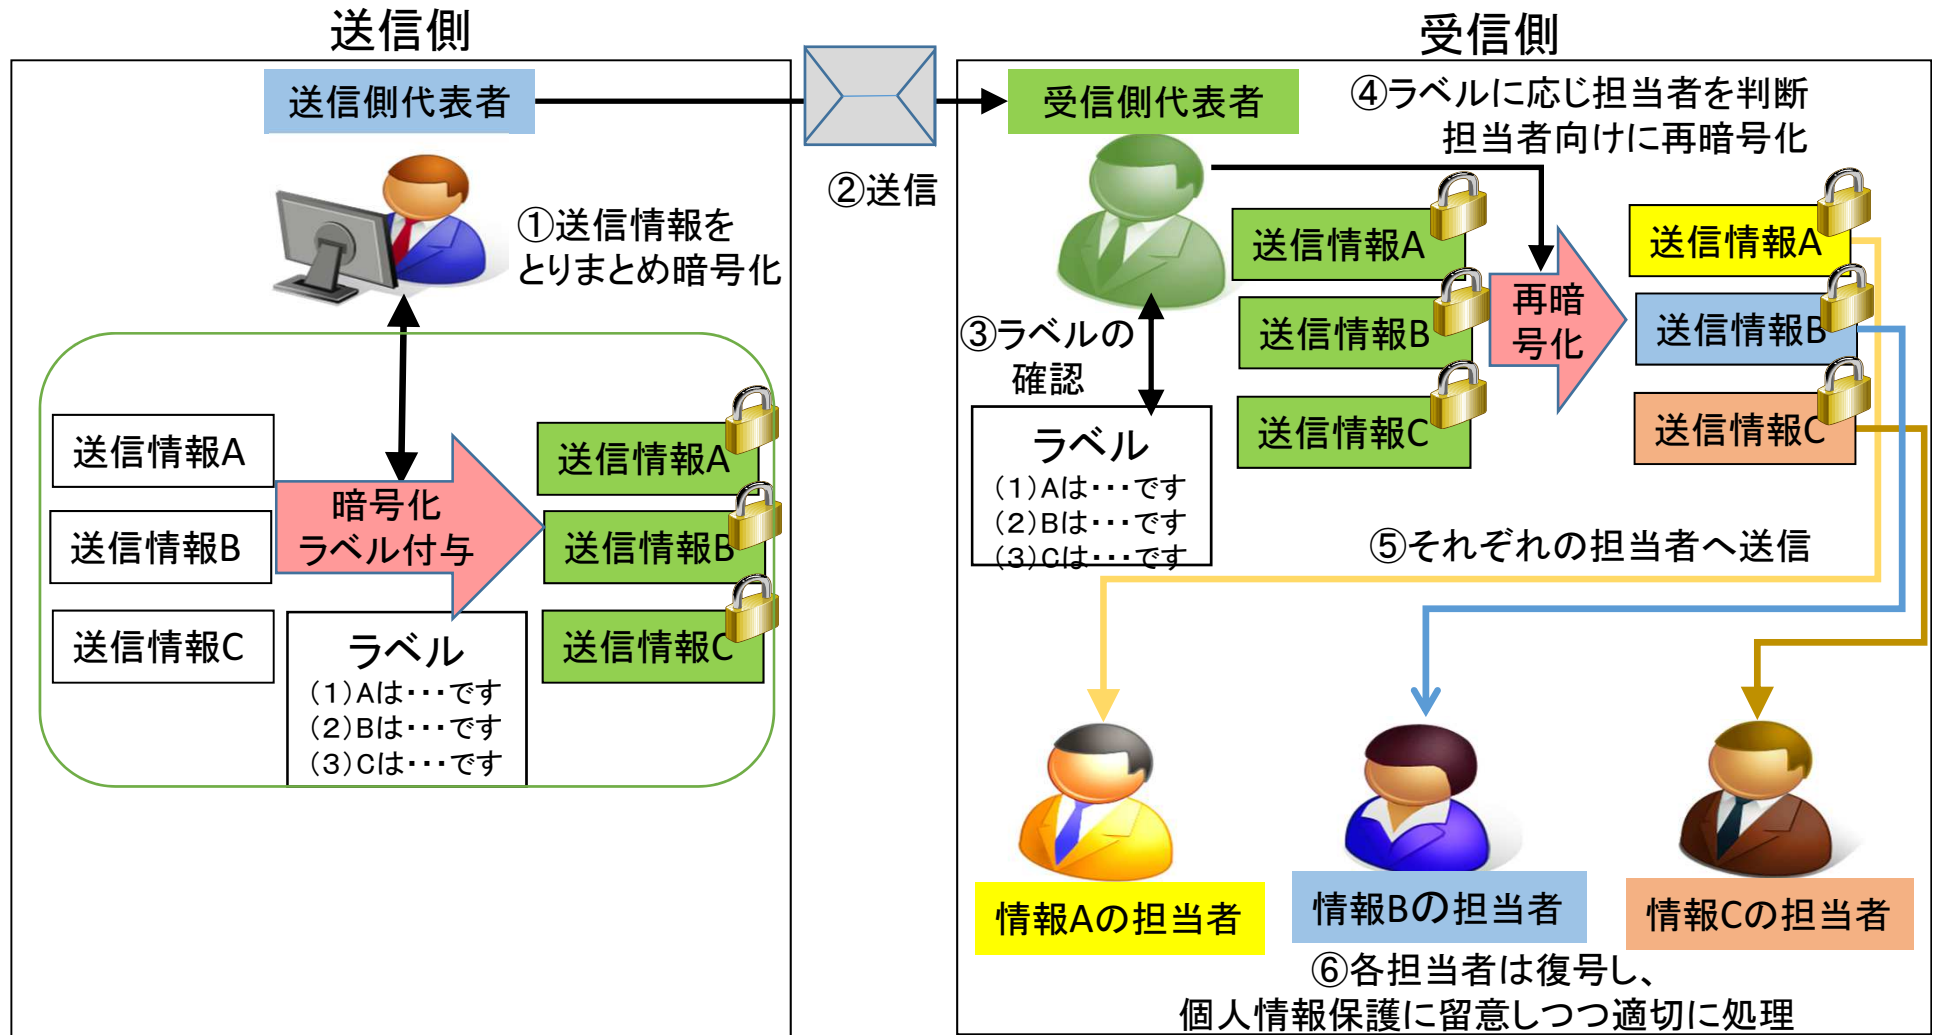 送信側
送信側代表者
①送信情報を
とりまとめ暗号化
送信情報A
送信情報B
送信情報C
暗号化
ラベル付与
ラベル
(1)Aは・・・です
(2)Bは・・・です
(3)Cは・・・です
送信情報A
送信情報B
送信情報C
②送信
受信側
受信側代表者
③ラベルの
確認
ラベル
(1)Aは・・・です
(2)Bは・・・です
(3)Cは・・・です
送信情報A
送信情報B
送信情報C
④ラベルに応じ担当者を判断
担当者向けに再暗号化
再暗
号化
送信情報A
送信情報B
送信情報C
⑤それぞれの担当者へ送信
情報Aの担当者
情報Bの担当者
情報Cの担当者
⑥各担当者は復号し、
個人情報保護に留意しつつ適切に処理